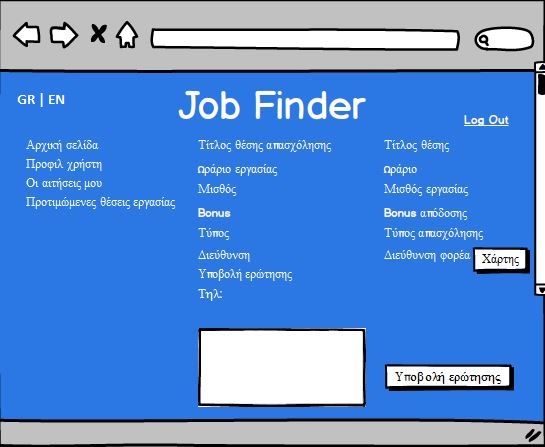 GR | EN
Job Finder
Log Out
Αρχική σελίδα
Προφιλ χρήστη
Οι αιτήσεις μου
Προτιμώμενες θέσεις εργασίας
Τίτλος θέσης απασχόλησης
Ωράριο εργασίας
Μισθός
Bonus
Τύπος
Διεύθυνση
Υποβολή ερώτησης
Τηλ:
Τίτλος θέσης
Ωράριο
Μισθός εργασίας
Bonus απόδοσης
Τύπος απασχόλησης
Διεύθυνση φορέα
Χάρτης
Υποβολή ερώτησης